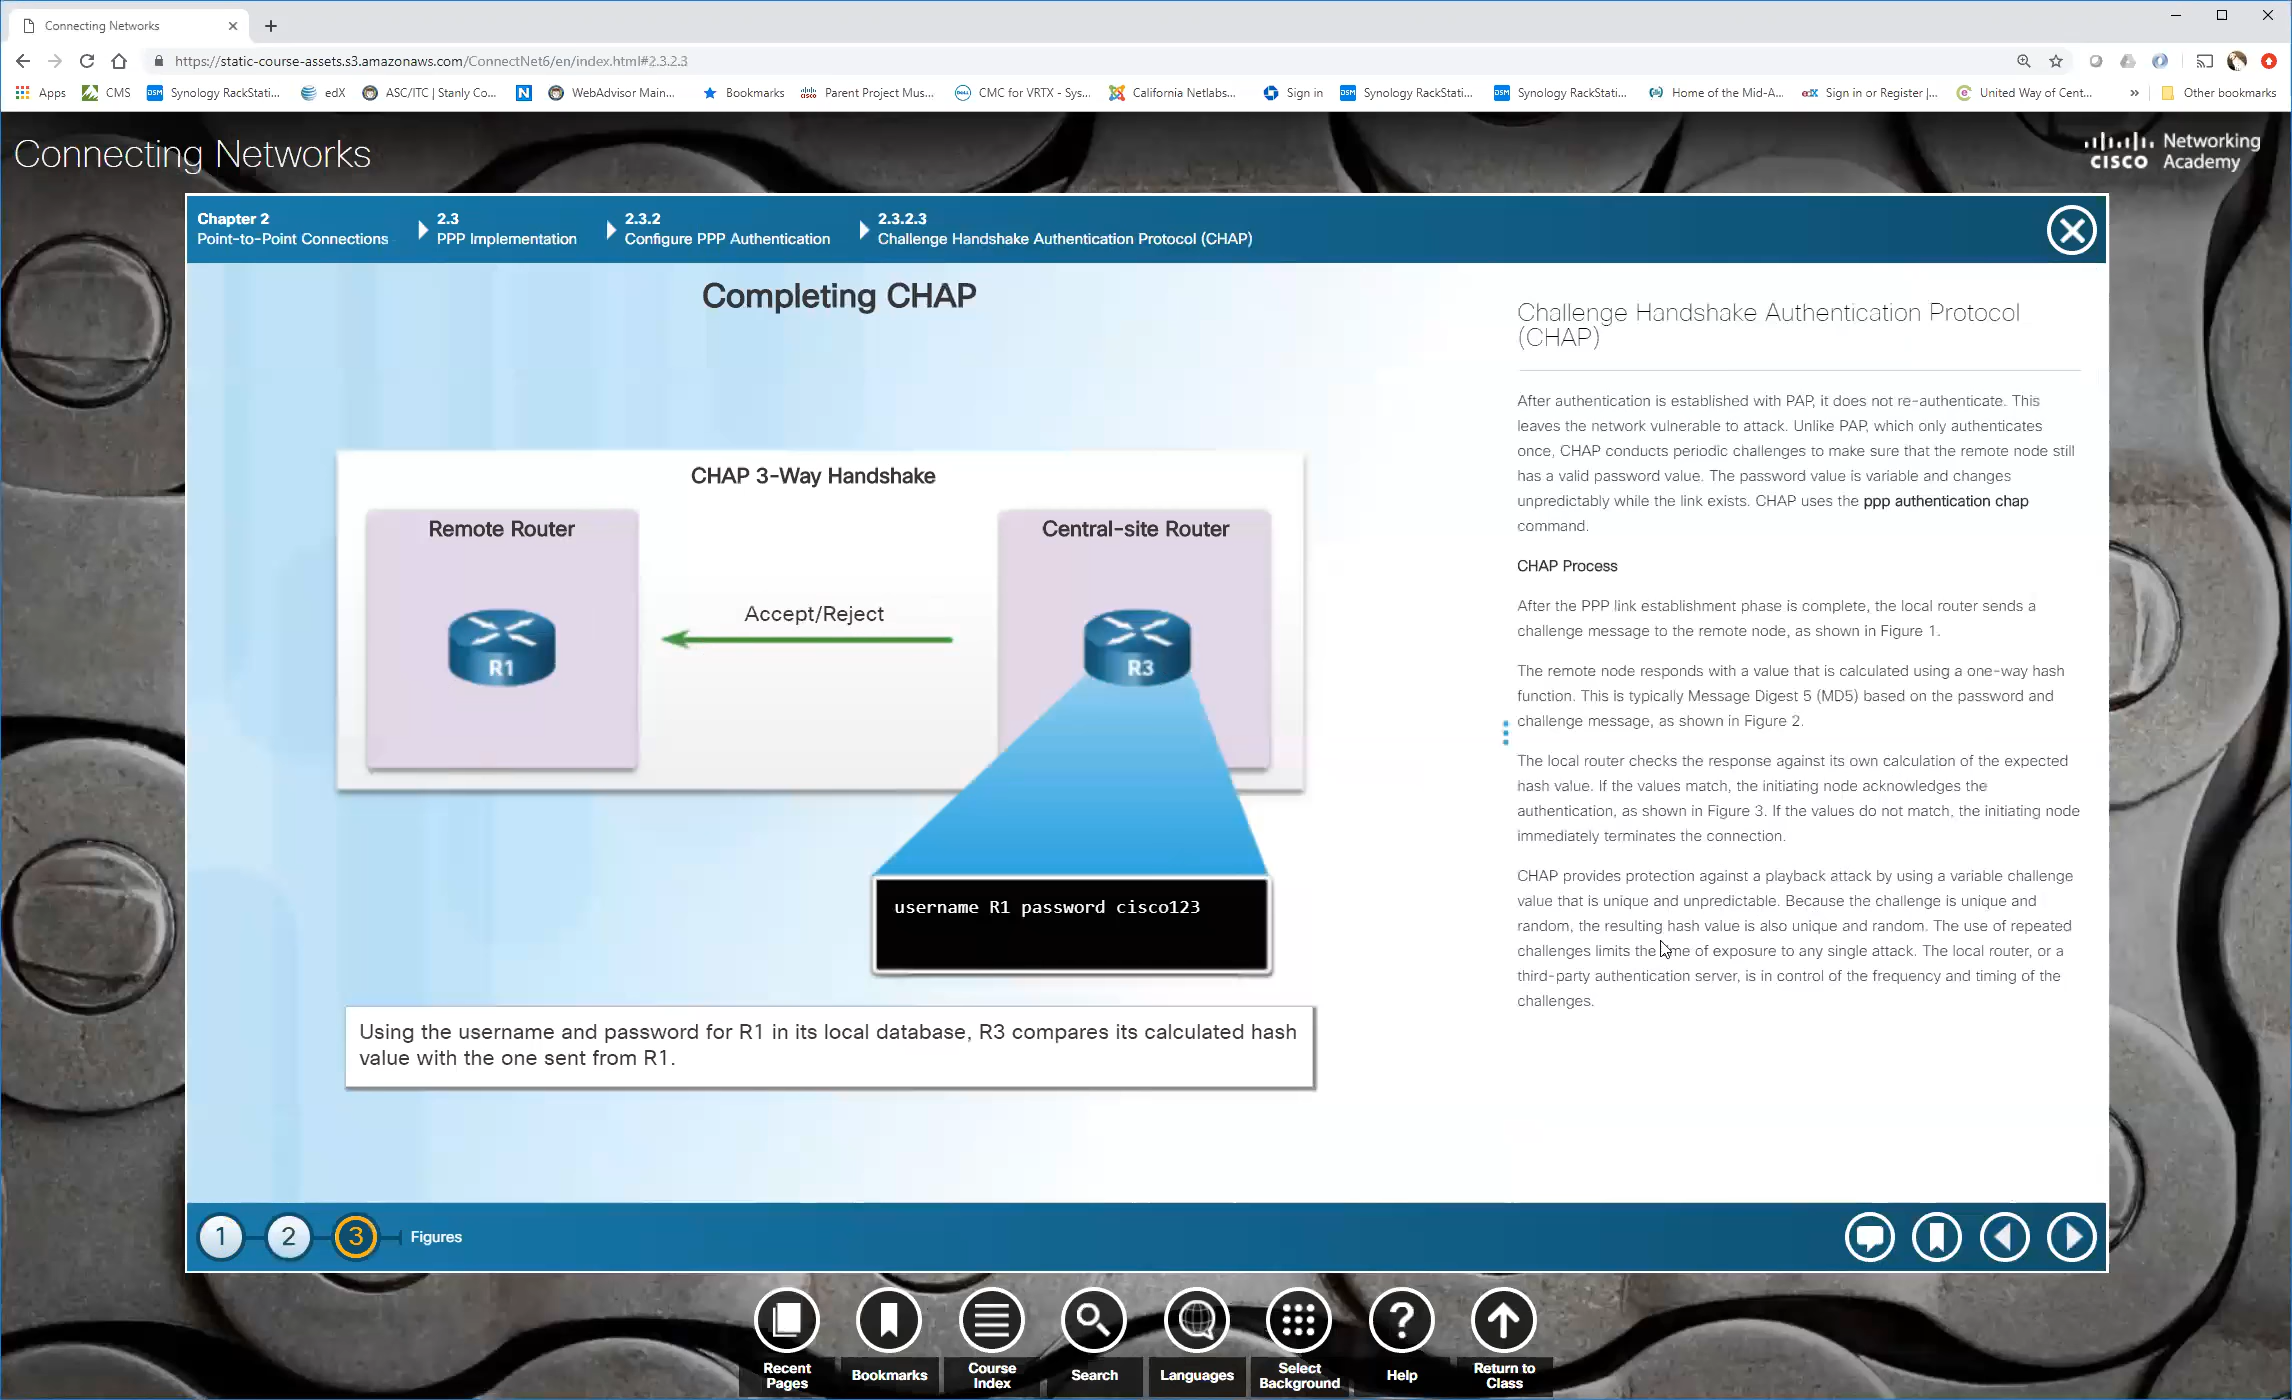 Connecting Networks
https://static-course-assets.s3.amazonaws.com/ConnectNet6/en/index.html#2.3.2.3
Apps CMS DSM Synology RackStati... edX ASC/ITC | Stanly Co... N WebAdvisor Main... Bookmarks Parent Project Mus... CMC for VRTX - Sys... California Netlabs... Sign in DSM Synology RackStati... DSM Synology RackStati... Home of the Mid-A... edX Sign in or Register |... United Way of Cent... » Other bookmarks
Connecting Networks
CISCO Networking Academy
Chapter 2
Point-to-Point Connections
2.3
PPP Implementation
2.3.2
Configure PPP Authentication
2.3.2.3
Challenge Handshake Authentication Protocol (CHAP)
Completing CHAP
CHAP 3-Way Handshake
Remote Router
Central-site Router
Accept/Reject
R1
R3
username R1 password cisco123
Using the username and password for R1 in its local database, R3 compares its calculated hash
value with the one sent from R1.
Challenge Handshake Authentication Protocol
(CHAP)
After authentication is established with PAP, it does not re-authenticate. This
leaves the network vulnerable to attack. Unlike PAP, which only authenticates
once, CHAP conducts periodic challenges to make sure that the remote node still
has a valid password value. The password value is variable and changes
unpredictably while the link exists. CHAP uses the ppp authentication chap
command.
CHAP Process
After the PPP link establishment phase is complete, the local router sends a
challenge message to the remote node, as shown in Figure 1.
The remote node responds with a value that is calculated using a one-way hash
function. This is typically Message Digest 5 (MD5) based on the password and
challenge message, as shown in Figure 2.
The local router checks the response against its own calculation of the expected
hash value. If the values match, the initiating node acknowledges the
authentication, as shown in Figure 3. If the values do not match, the initiating node
immediately terminates the connection.
CHAP provides protection against a playback attack by using a variable challenge
value that is unique and unpredictable. Because the challenge is unique and
random, the resulting hash value is also unique and random. The use of repeated
challenges limits the time of exposure to any single attack. The local router, or a
third-party authentication server, is in control of the frequency and timing of the
challenges.
1 2 3 Figures
Recent Pages
Bookmarks
Course Index
Search
Languages
Select Background
Help
Return to Class